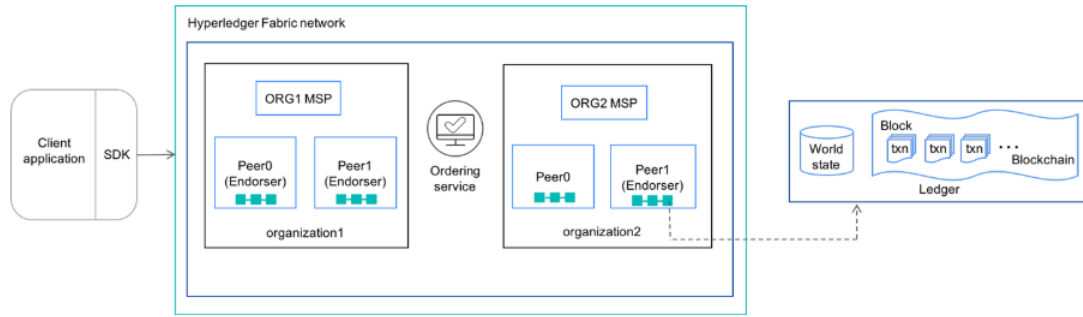 Hyperledger Fabric network
Client
application
SDK
ORG1 MSP
Peer0
(Endorser)
Peer1
(Endorser)
organization1
Ordering
service
ORG2 MSP
Peer0
Peer1
(Endorser)
organization2
World
state
Block
txn
txn
txn
Blockchain
Ledger